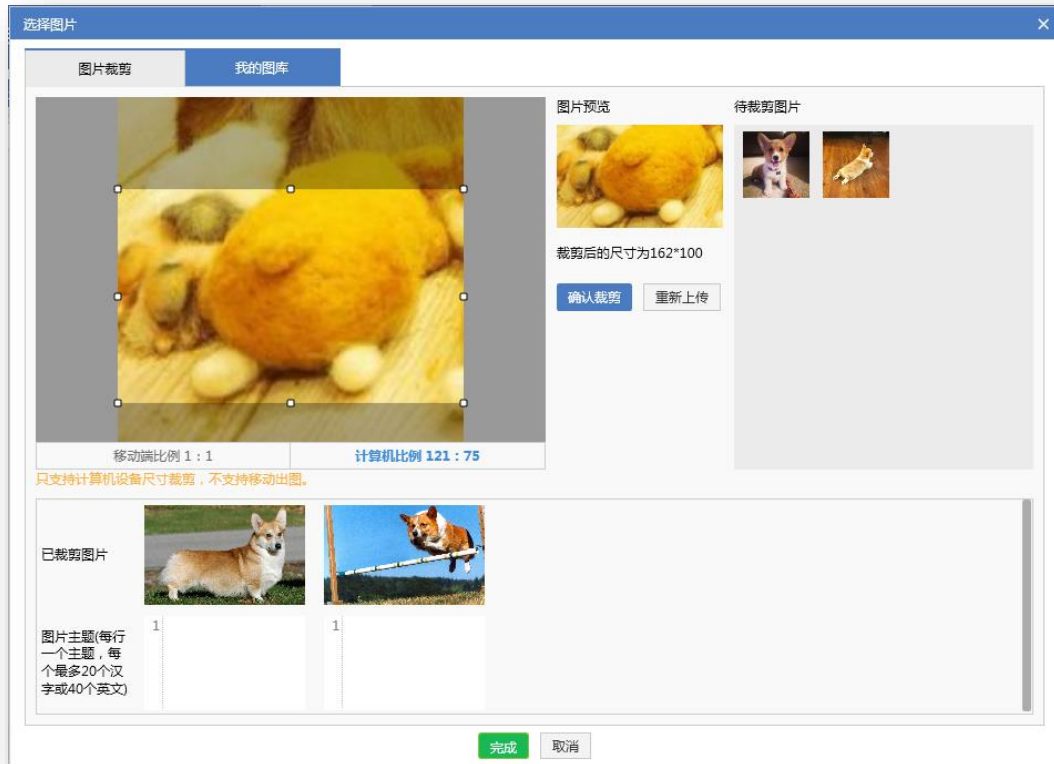 选择图片
图片裁剪
我的图库
图片预览
待裁剪图片
裁剪后的尺寸为162*100
确认裁剪
重新上传
移动端比例 1:1
计算机比例 121:75
只支持计算机设备尺寸裁剪，不支持移动出图。
已裁剪图片
图片主题(每行
一个主题，每
个最多20个汉
字或40个英文)
1
1
完成
取消